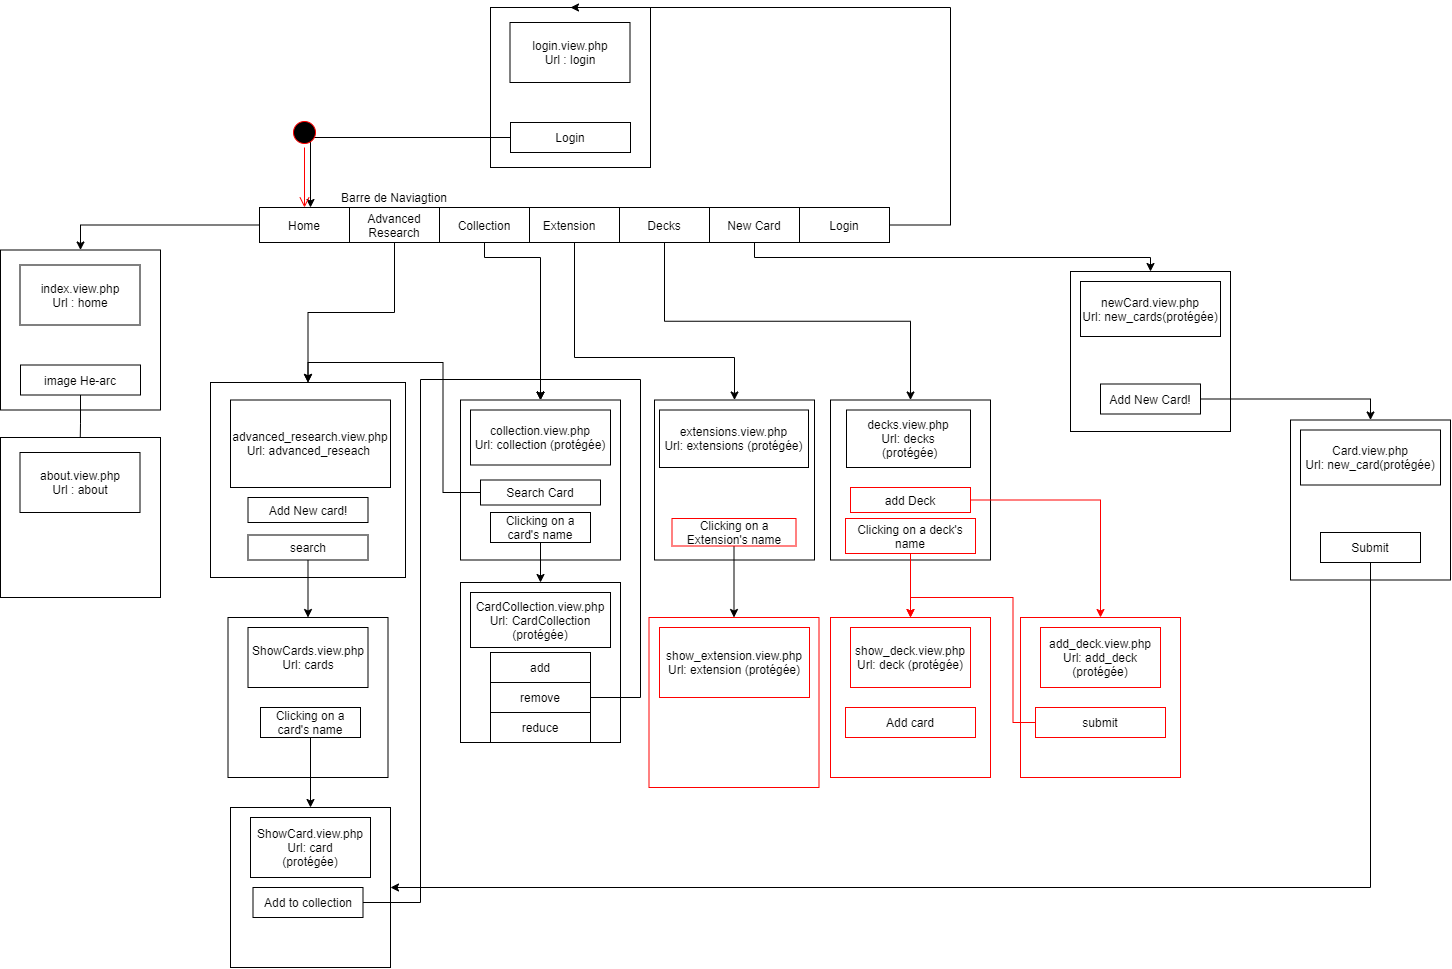 login.view.php
Url : login
Login
Barre de Naviagtion
Home
Advanced
Research
Collection
Extension
Decks
New Card
Login
index.view.php
Url : home
image He-arc
about.view.php
Url : about
advanced_research.view.php
Url: advanced_reseach
Add New card!
search
ShowCards.view.php
Url: cards
Clicking on a
card's name
ShowCard.view.php
Url: card
(protégée)
Add to collection
collection.view.php
Url: collection (protégée)
Search Card
Clicking on a
card's name
CardCollection.view.php
Url: CardCollection
(protégée)
add
remove
reduce
extensions.view.php
Url: extensions (protégée)
Clicking on a
Extension's name
show_extension.view.php
Url: extension (protégée)
decks.view.php
Url: decks
(protégée)
add Deck
Clicking on a deck's
name
show_deck.view.php
Url: deck (protégée)
Add card
add_deck.view.php
Url: add_deck
(protégée)
submit
newCard.view.php
Url: new_cards(protégée)
Add New Card!
Card.view.php
Url: new_card(protégée)
Submit